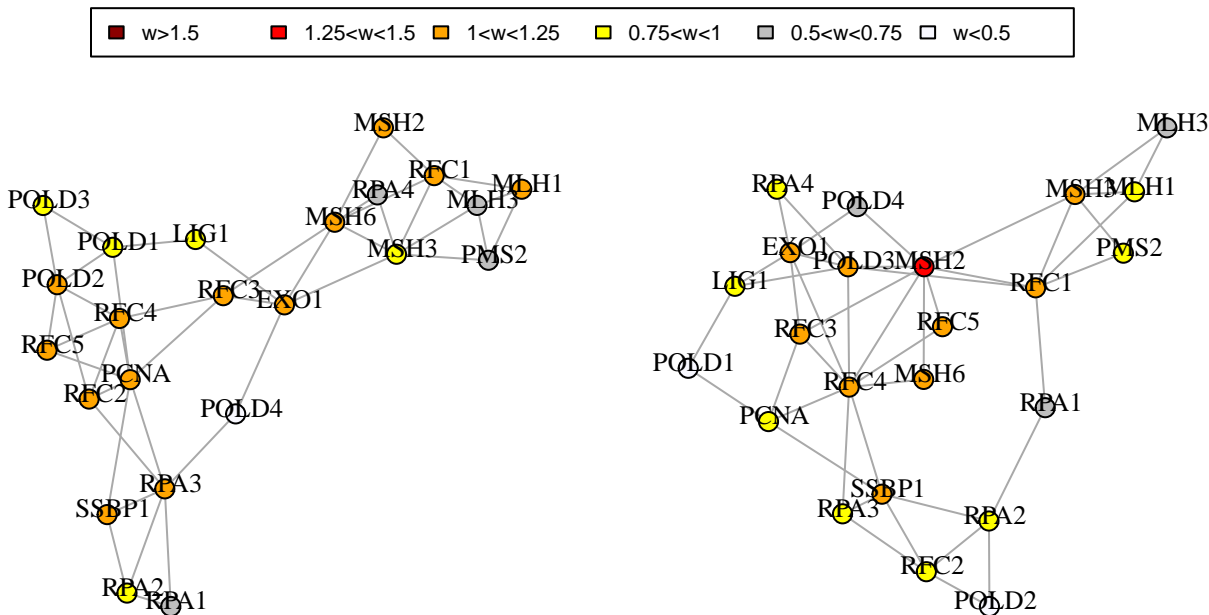 w>1.5 1.25<w<1.5 1<w<1.25 0.75<w<1 0.5<w<0.75 w<0.5
MSH2
RFC1
RPA4
MLH1
MLH3
POLD3
MSH6
LIG1
POLD1
MSH3
PMS2
POLD2
RFC3
EXO1
RFC4
RFC5
PCNA
RFC2
POLD4
RPA3
SSBP1
RPA2
RPA1
MLH3
RPA4
MSH3
MLH1
POLD4
EXO1
POLD3
MSH2
PMS2
LIG1
RFC1
RFC5
RFC3
POLD1
RFC4
MSH6
RPA1
PCNA
SSBP1
RPA3
RPA2
RFC2
POLD2